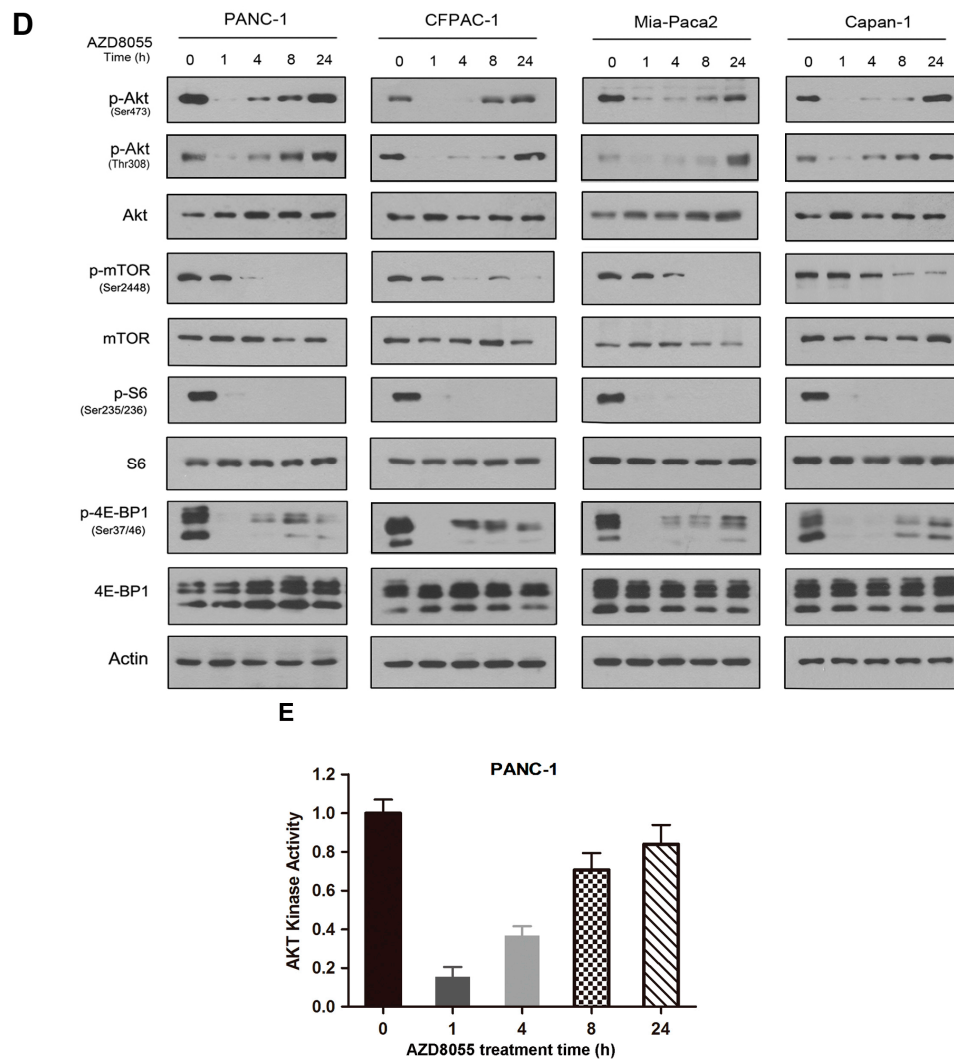 D
PANC-1 CFPAC-1 Mia-Paca2 Capan-1
AZD8055
Time (h) 0 1 4 8 24 0 1 4 8 24 0 1 4 8 24 0 1 4 8 24
p-Akt
(Ser473)
p-Akt
(Thr308)
Akt
p-mTOR
(Ser2448)
mTOR
p-S6
(Ser235/236)
S6
p-4E-BP1
(Ser37/46)
4E-BP1
Actin
E
PANC-1
AKT Kinase Activity
1.2
1.0
0.8
0.6
0.4
0.2
0.0
0 1 4 8 24
AZD8055 treatment time (h)